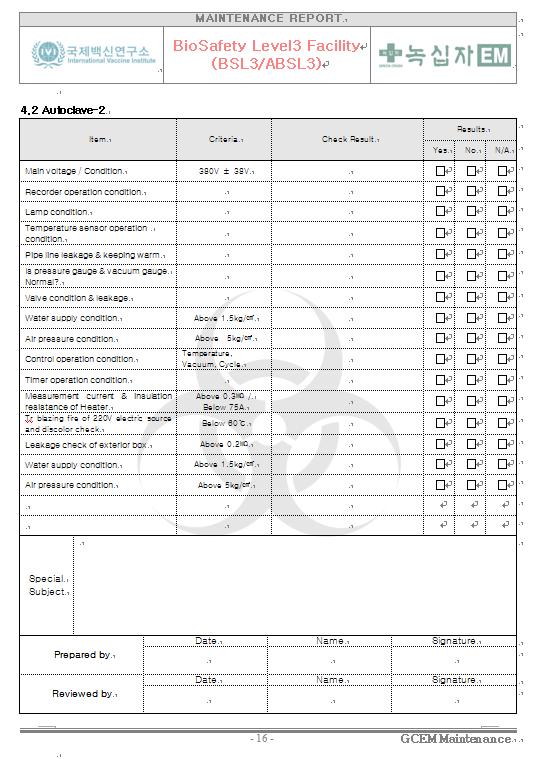 MAINTENANCE REPORT
국제백신연구소
International Vaccine Institute
BioSafety Level3 Facility
(BSL3/ABSL3)
녹십자EM
4.2 Autoclave-2
Item Criteria Check Result Results
Yes No N/A
Main voltage / Condition 380V ± 38V
Recorder operation condition
Lamp condition
Temperature sensor operation
condition
Pipe line leakage & keeping warm
Is pressure gauge & vacuum gauge
Normal?
Valve condition & leakage
Water supply condition Above 1.5kg/㎠
Air pressure condition Above 5kg/㎠
Control operation condition Temperature,
Vacuum, Cycle
Timer operation condition
Measurement current & insulation
resistance of Heater Above 0.3㏁ /
Below 75A
blazing fire of 220V electric source
and discolor check Below 60℃
Leakage check of exterior box Above 0.2㏁
Water supply condition Above 1.5kg/㎠
Air pressure condition Above 5kg/㎠
Special
Subject
Prepared by Date Name Signature
Reviewed by Date Name Signature
- 16 - GCEM Maintenance